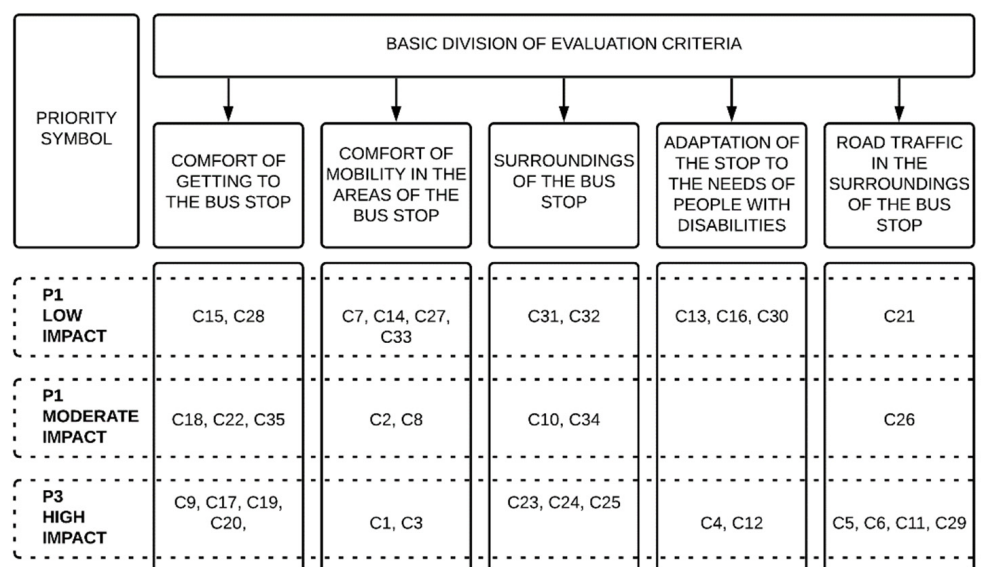 BASIC DIVISION OF EVALUATION CRITERIA
PRIORITY
SYMBOL
COMFORT OF
GETTING TO
THE BUS STOP
COMFORT OF
MOBILITY IN THE
AREAS OF THE
BUS STOP
SURROUNDINGS
OF THE BUS
STOP
ADAPTATION OF
THE STOP TO
THE NEEDS OF
PEOPLE WITH
DISABILITIES
ROAD TRAFFIC
IN THE
SURROUNDINGS
OF THE BUS
STOP
P1
LOW
IMPACT
C15, C28
C7, C14, C27,
C33
C31, C32
C13, C16, C30
C21
P1
MODERATE
IMPACT
C18, C22, C35
C2, C8
C10, C34
C26
P3
HIGH
IMPACT
C9, C17, C19,
C20,
C1, C3
C23, C24, C25
C4, C12
C5, C6, C11, C29